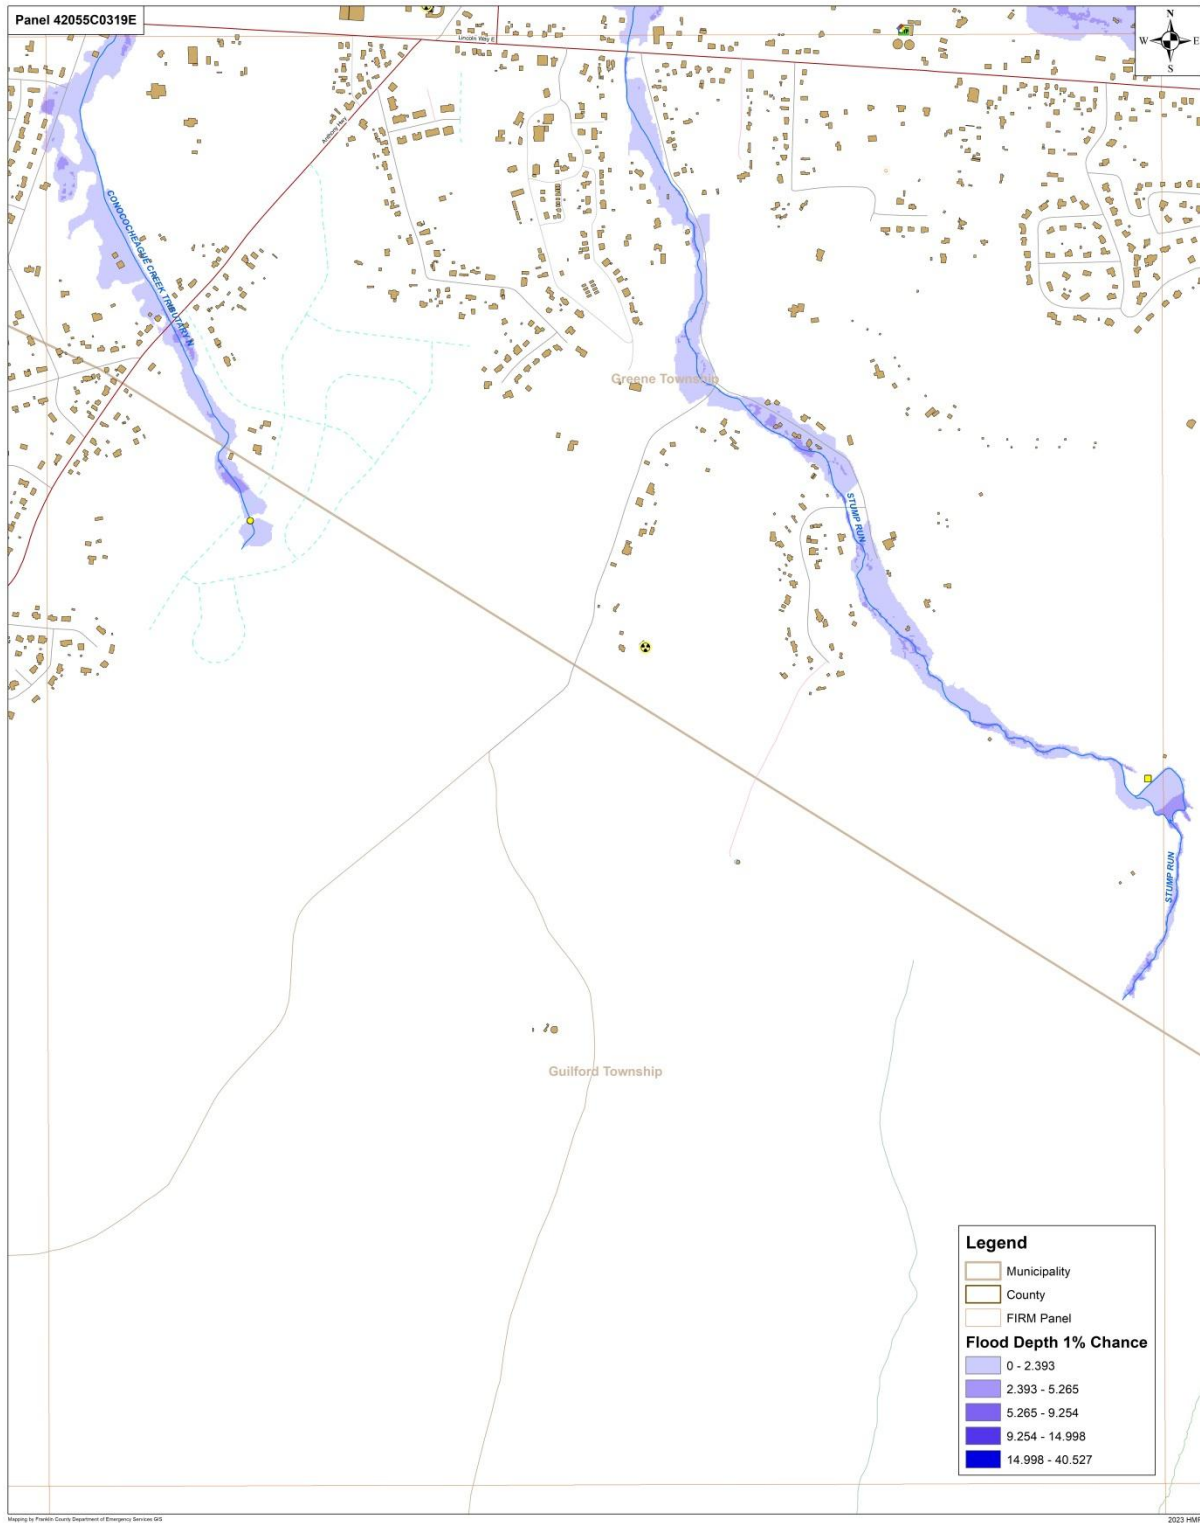 Panel 42055C0319E
N
W E
S
Lincoln Way E
Anthony Hwy
CONOCOCHEAGUE CREEK TRIBUTARY N
Greene Township
STUMP RUN
STUMP RUN
Guilford Township
Legend
Municipality
County
FIRM Panel
Flood Depth 1% Chance
0 - 2.393
2.393 - 5.265
5.265 - 9.254
9.254 - 14.998
14.998 - 40.527
Mapping by Franklin County Department of Emergency Services GIS
2023 HMP